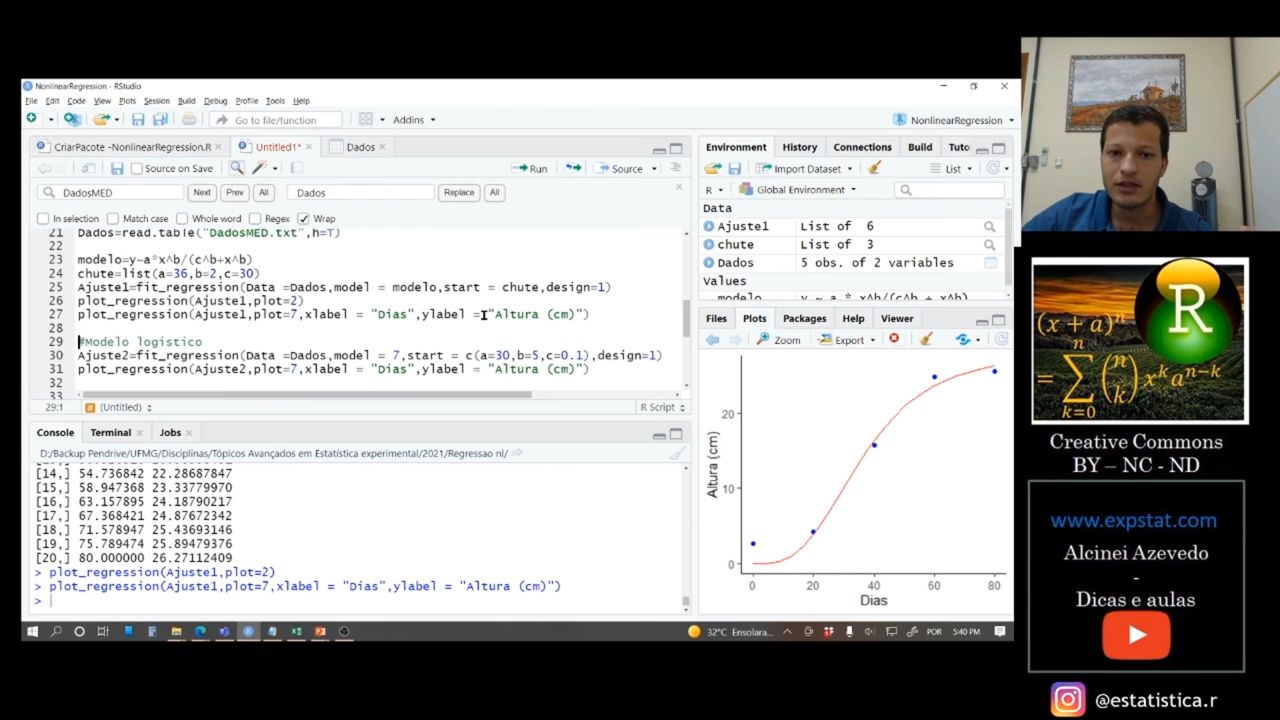 NonlinearRegression - RStudio
File Edit Code View Plots Session Build Debug Profile Tools Help
Go to file/function Addins NonlinearRegression
CriarPacote -NonlinearRegression.R Untitled1* Dados
Source on Save Run Source
DadosMED Next Prev All Dados Replace All
In selection Match case Whole word Regex Wrap
21 Dados=read.table("DadosMED.txt",h=T)
22
23 modelo=y~a*x^b/(c^b+x^b)
24 chute=list(a=36,b=2,c=30)
25 Ajuste1=fit_regression(Data =Dados,model = modelo,start = chute,design=1)
26 plot_regression(Ajuste1,plot=2)
27 plot_regression(Ajuste1,plot=7,xlabel = "Dias",ylabel = "Altura (cm)")
28
29 #Modelo logistico
30 Ajuste2=fit_regression(Data =Dados,model = 7,start = c(a=30,b=5,c=0.1),design=1)
31 plot_regression(Ajuste2,plot=7,xlabel = "Dias",ylabel = "Altura (cm)")
32
33
29:1 (Untitled) R Script
Console Terminal Jobs
D:/Backup Pendrive/UFMG/Disciplinas/Tópicos Avançados em Estatística experimental/2021/Regressao nl/
[14,] 54.736842 22.28687847
[15,] 58.947368 23.33779970
[16,] 63.157895 24.18790217
[17,] 67.368421 24.87672342
[18,] 71.578947 25.43693146
[19,] 75.789474 25.89479376
[20,] 80.000000 26.27112409
> plot_regression(Ajuste1,plot=2)
> plot_regression(Ajuste1,plot=7,xlabel = "Dias",ylabel = "Altura (cm)")
>
Environment History Connections Build Tuto
Import Dataset List
R Global Environment
Data
Ajuste1 List of 6
chute List of 3
Dados 5 obs. of 2 variables
Values
modelo y ~ a * x^b/(c^b + x^b)
Files Plots Packages Help Viewer
Zoom Export
Altura (cm)
20
10
0
0 20 40 60 80
Dias
32°C Ensolara... POR 5:40 PM
(x + a)^n
= ∑ n k=0 (n k) x^k a^n−k
R
Creative Commons
BY – NC - ND
www.expstat.com
Alcinei Azevedo
-
Dicas e aulas
@estatistica.r